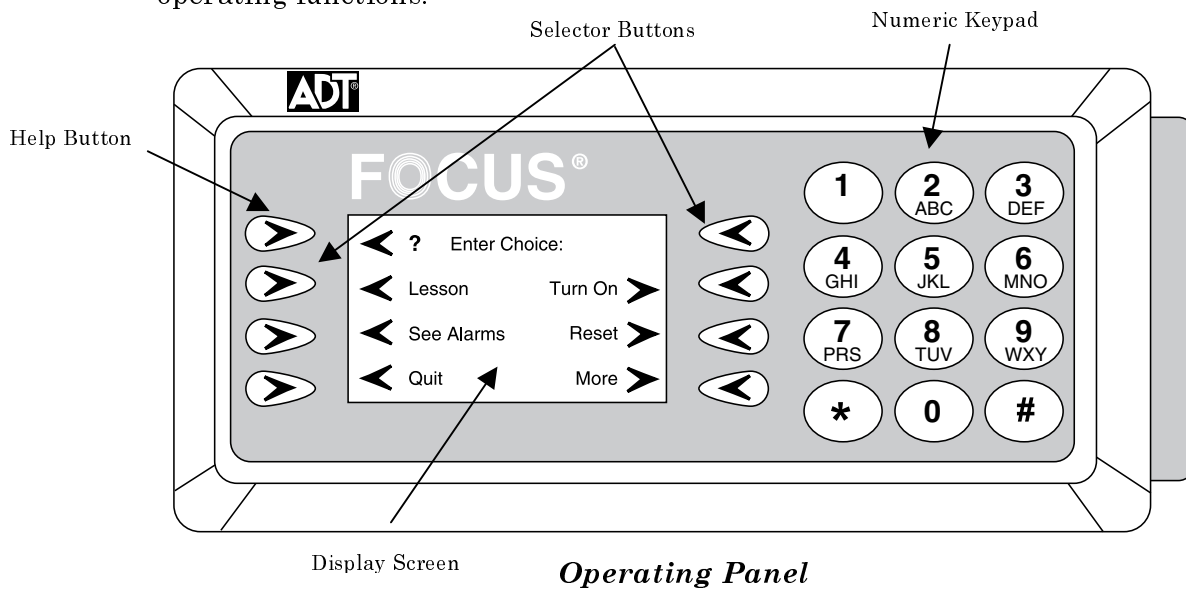 operating functions.
Selector Buttons
Numeric Keypad
ADT®
Help Button
FOCUS®
1
2
ABC
3
DEF
? Enter Choice:
4
GHI
5
JKL
6
MNO
Lesson Turn On
See Alarms Reset
7
PRS
8
TUV
9
WXY
Quit More
*
0
#
Display Screen
Operating Panel